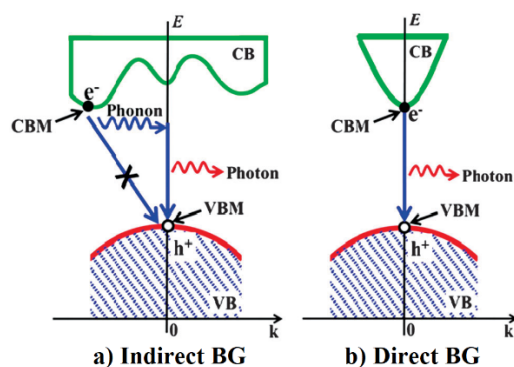 E
CB
e-
Phonon
CBM
Photon
VBM
h+
VB
0
k
a) Indirect BG
E
CB
e-
CBM
Photon
VBM
h+
VB
0
k
b) Direct BG